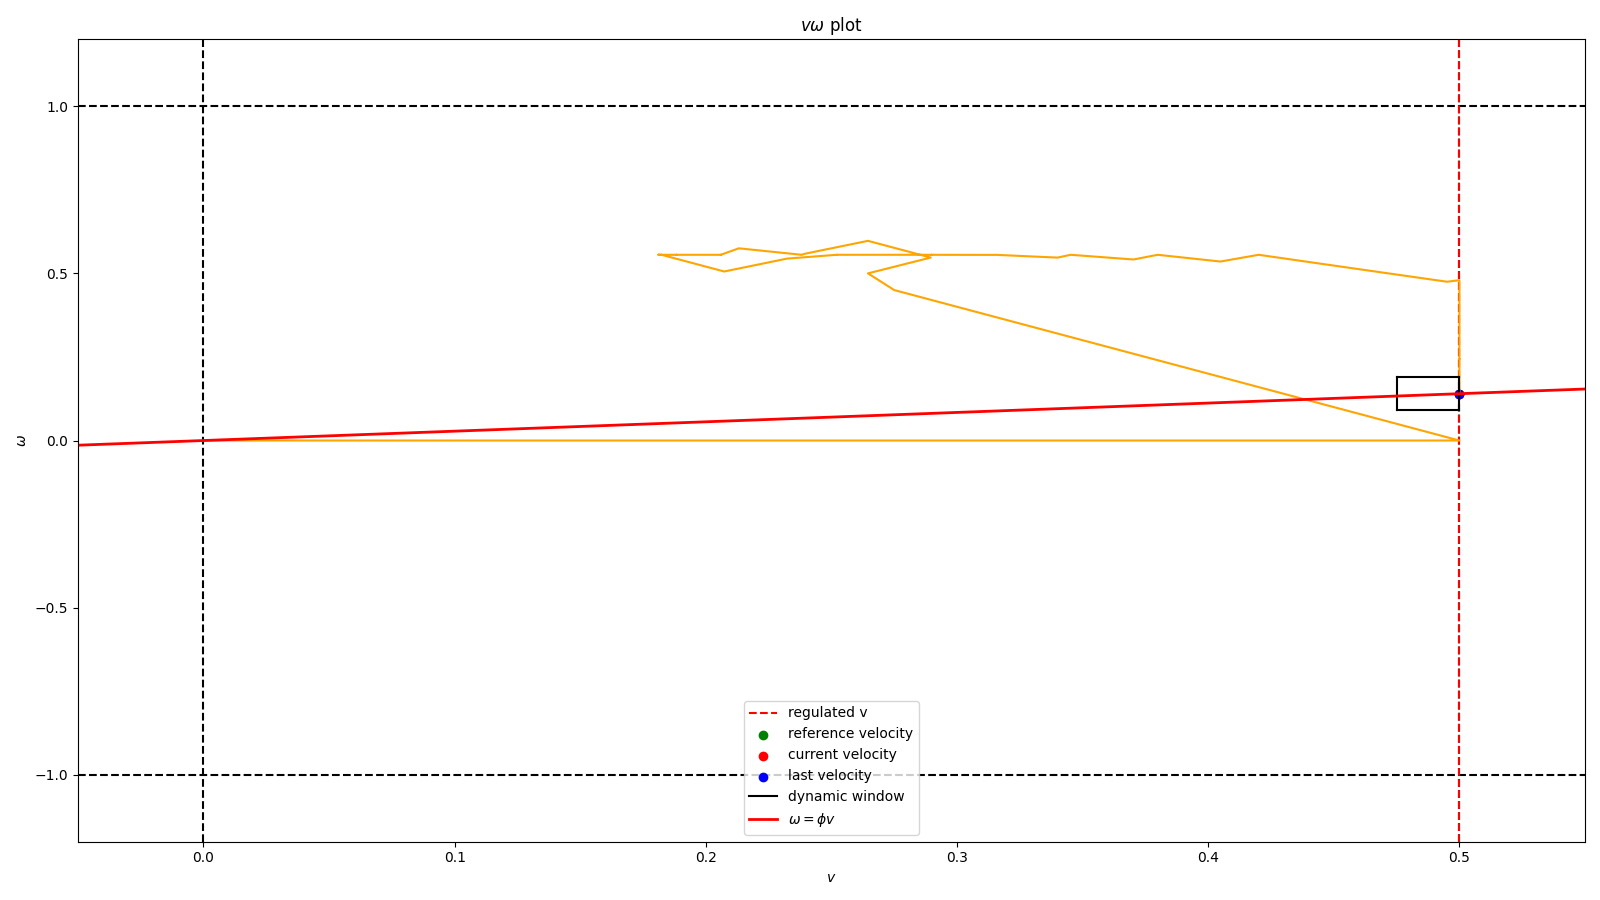 vω plot
1.0
0.5
0.0
−0.5
−1.0
ω
0.0
0.1
0.2
0.3
0.4
0.5
v
regulated v
reference velocity
current velocity
last velocity
dynamic window
ω = ϕv